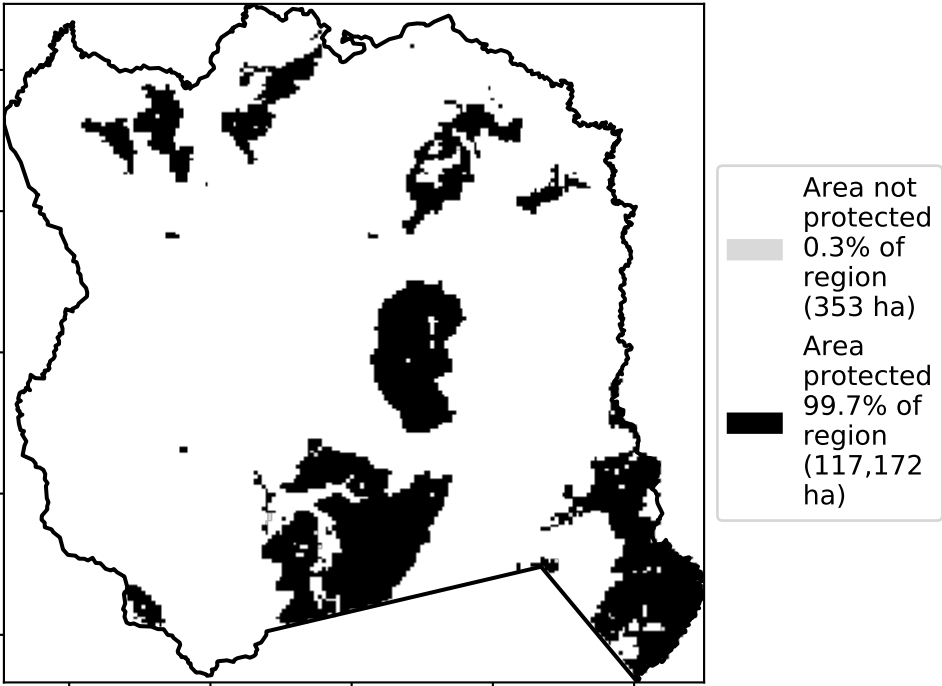 Area not
protected
0.3% of
region
(353 ha)
Area
protected
99.7% of
region
(117,172
ha)